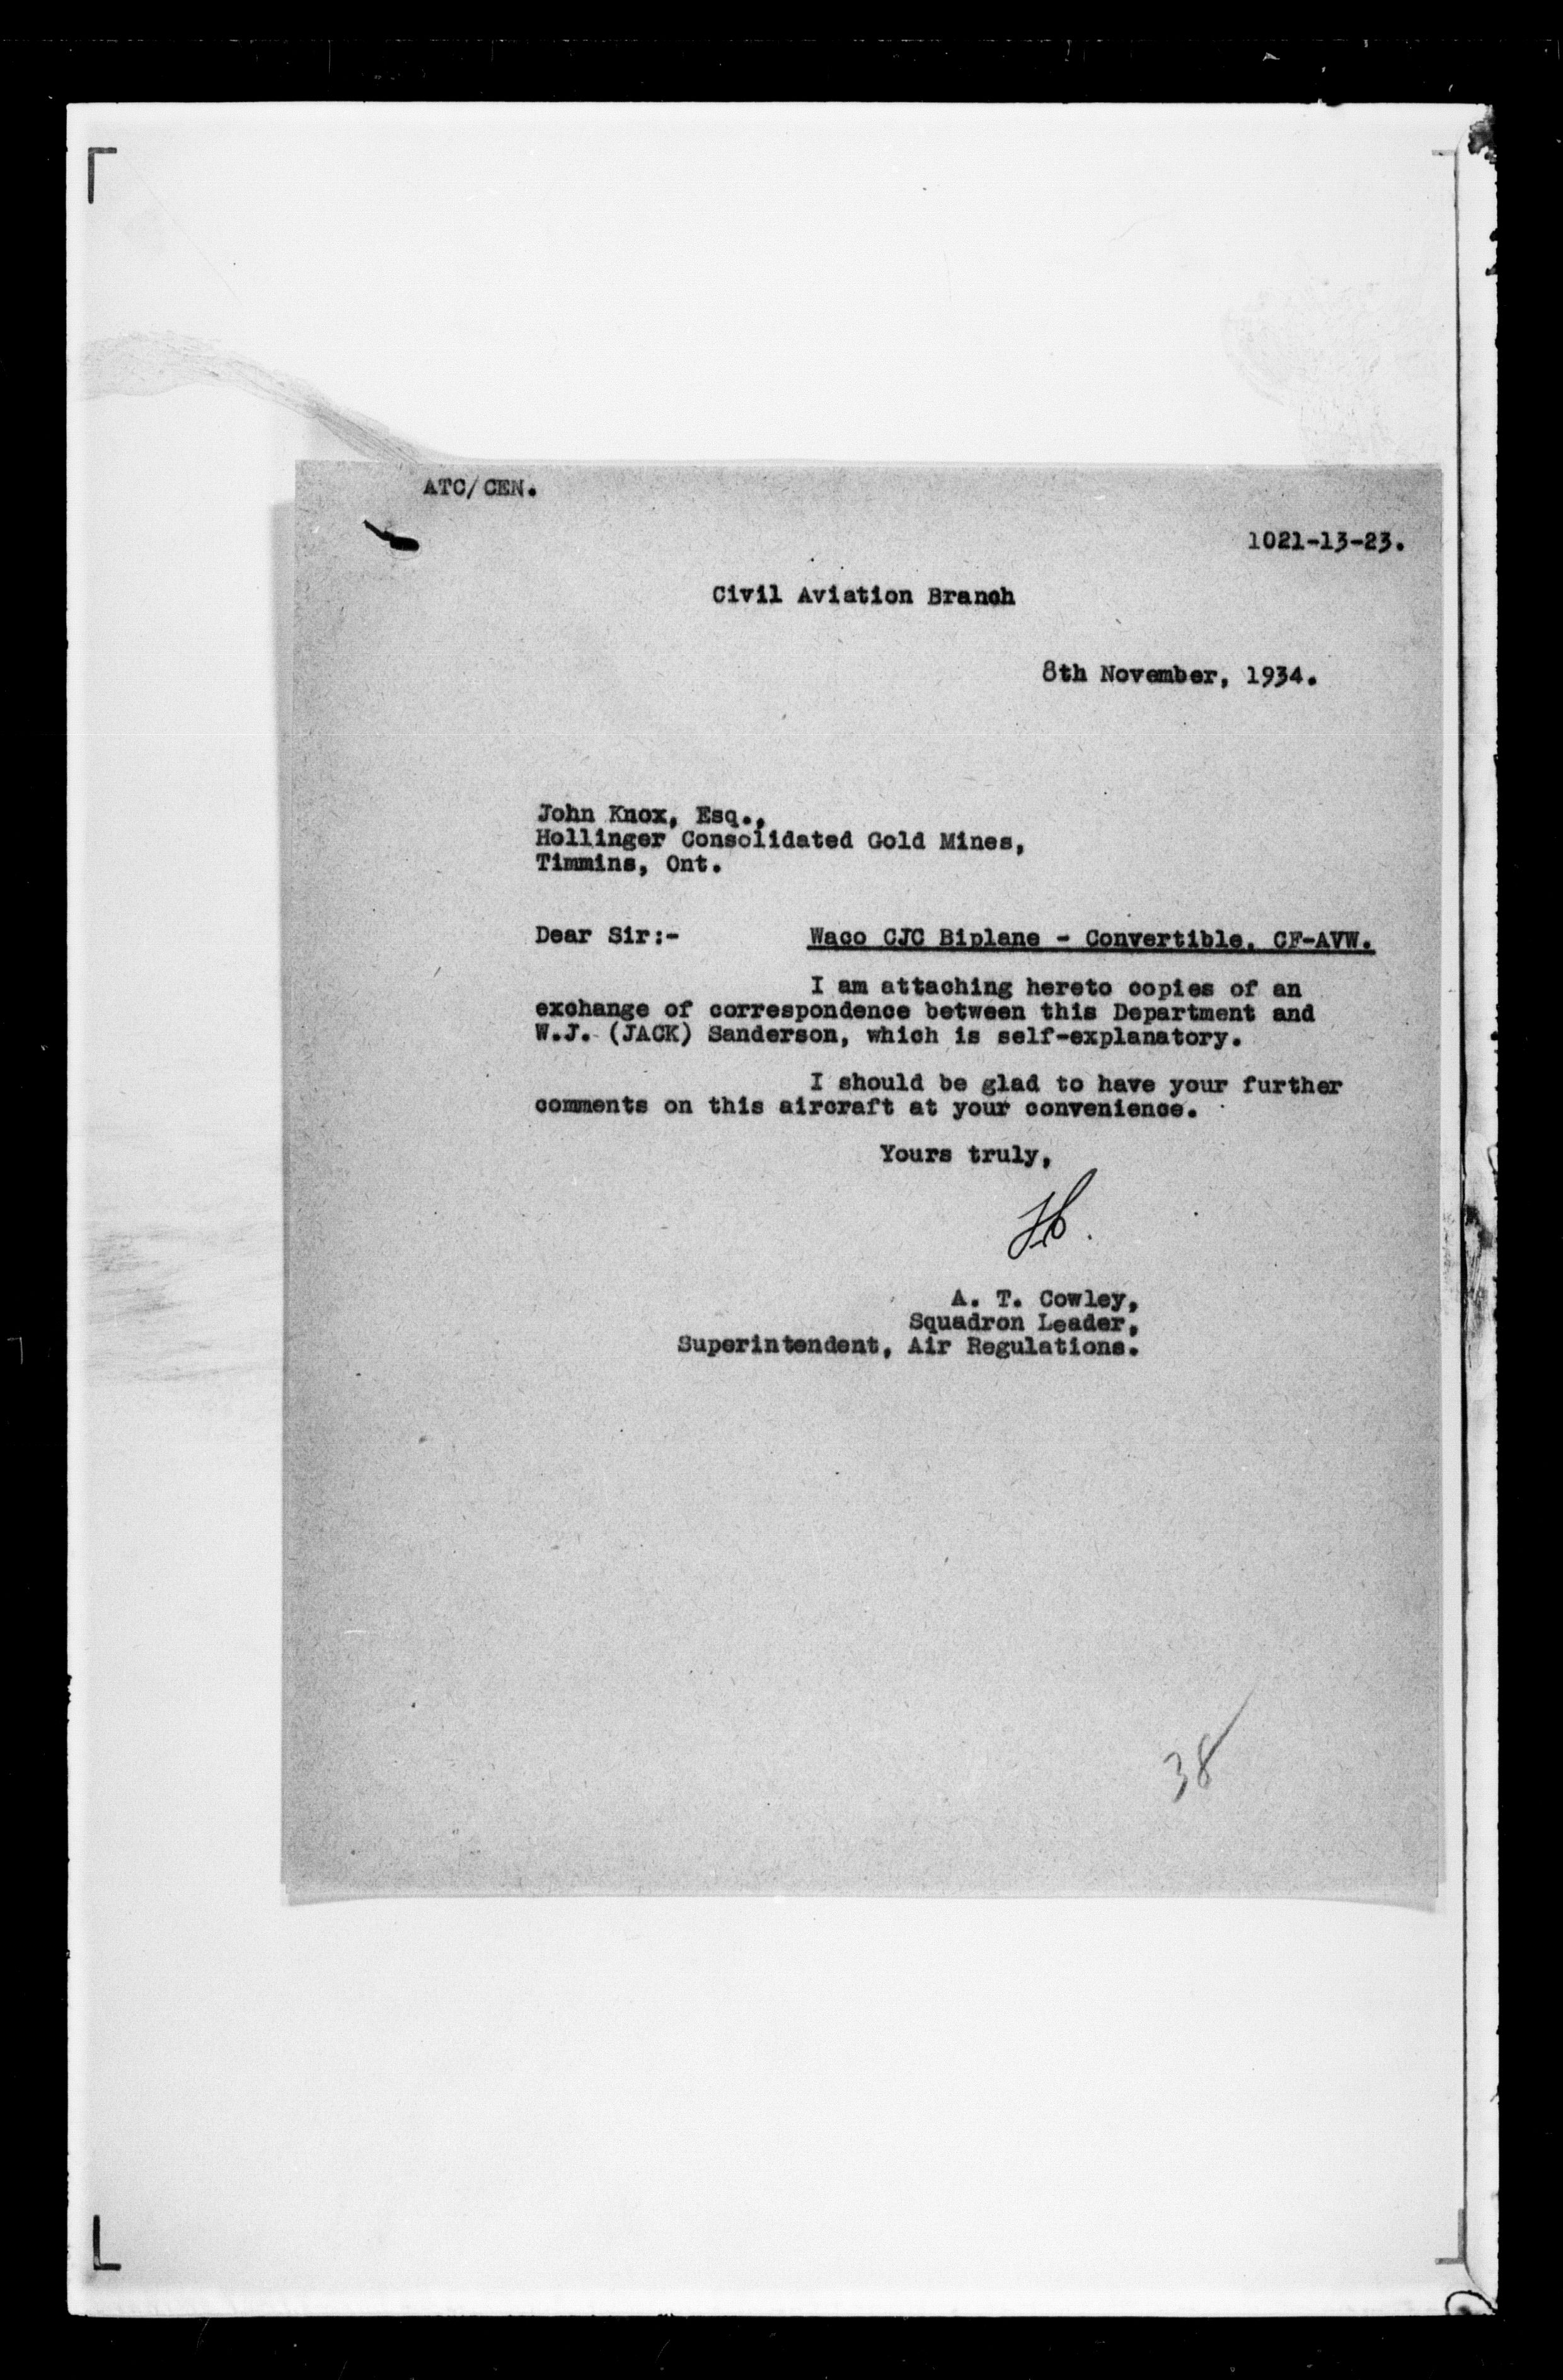 ATC/CEN.
1021-13-23.
Civil Aviation Branch
8th November, 1934.
John Knox, Esq.,
Hollinger Consolidated Gold Mines,
Timmins, Ont.
Dear Sir:- Waco CJC Biplane - Convertible. CF-AVW.
I am attaching hereto copies of an
exchange of correspondence between this Department and
W.J. (JACK) Sanderson, which is self-explanatory.
I should be glad to have your further
comments on this aircraft at your convenience.
Yours truly,
A. T. Cowley,
Squadron Leader,
Superintendent, Air Regulations.
38